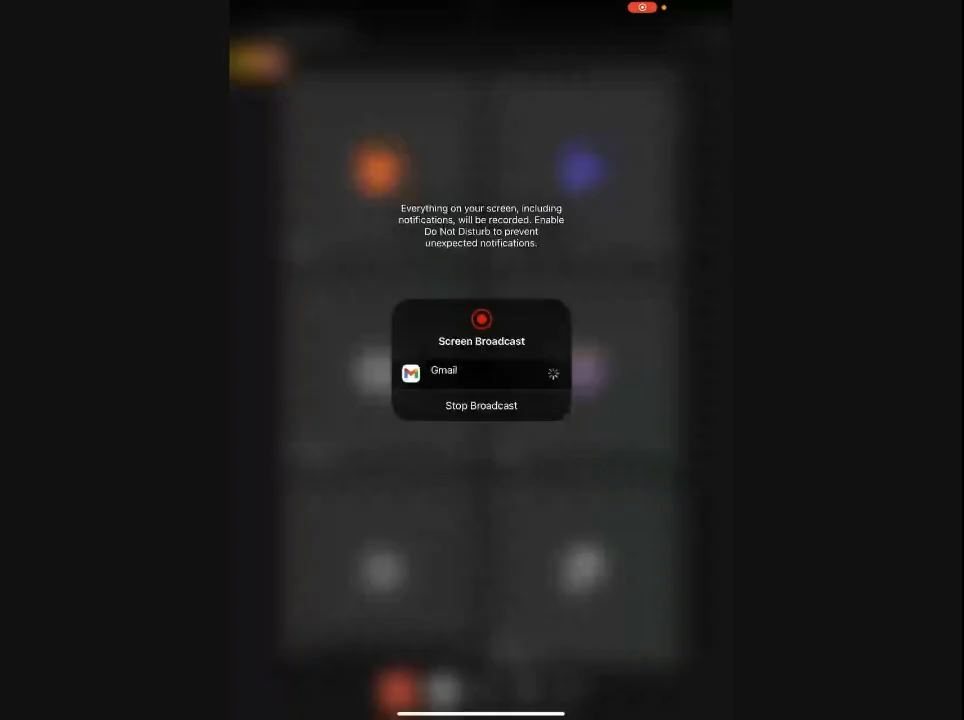 Everything on your screen, including
notifications, will be recorded. Enable
Do Not Disturb to prevent
unexpected notifications.
Screen Broadcast
Gmail
Stop Broadcast